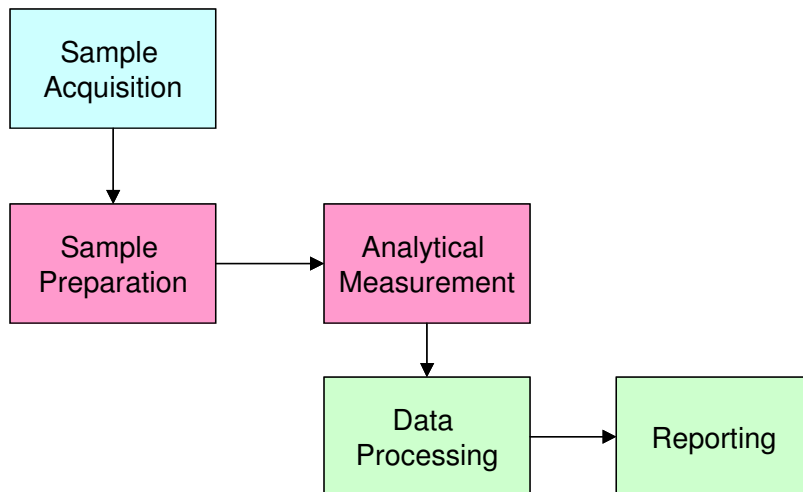 Sample
Acquisition
Sample
Preparation
Analytical
Measurement
Data
Processing
Reporting